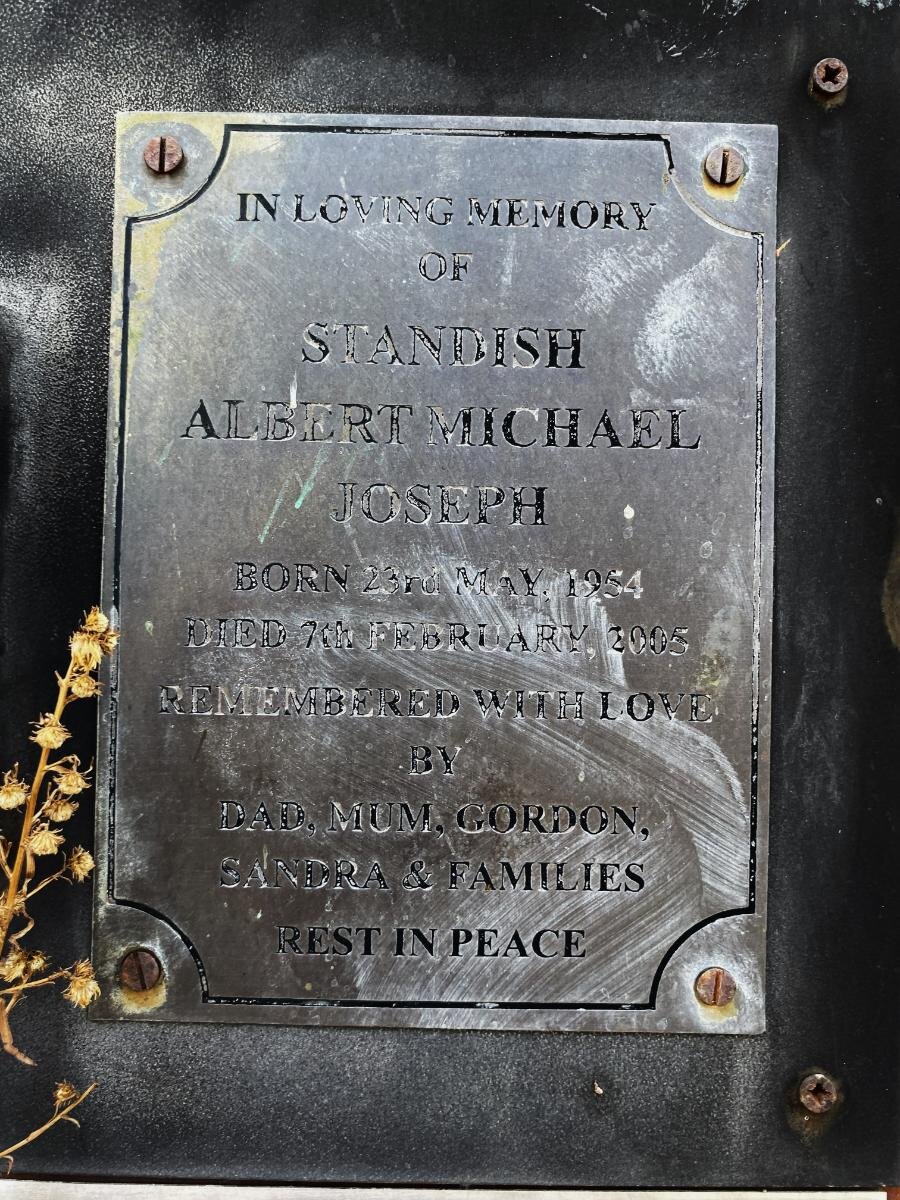 IN LOVING MEMORY
OF
STANDISH
ALBERT MICHAEL
JOSEPH
BORN 23rd MAY, 1954
DIED 7th FEBRUARY, 2005
REMEMBERED WITH LOVE
BY
DAD, MUM, GORDON,
SANDRA & FAMILIES
REST IN PEACE